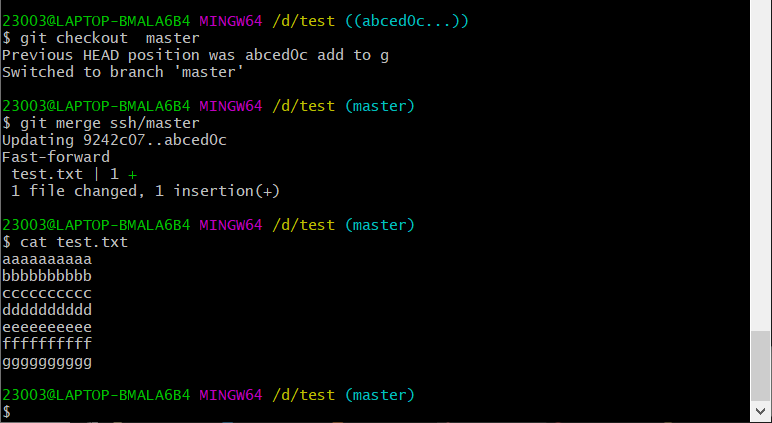 23003@LAPTOP-BMALA6B4 MINGW64 /d/test ((abced0c...))
$ git checkout  master
Previous HEAD position was abced0c add to g
Switched to branch 'master'
23003@LAPTOP-BMALA6B4 MINGW64 /d/test (master)
$ git merge ssh/master
Updating 9242c07..abced0c
Fast-forward
 test.txt | 1 +
 1 file changed, 1 insertion(+)
23003@LAPTOP-BMALA6B4 MINGW64 /d/test (master)
$ cat test.txt
aaaaaaaaaa
bbbbbbbbbb
cccccccccc
dddddddddd
eeeeeeeeee
ffffffffff
gggggggggg
23003@LAPTOP-BMALA6B4 MINGW64 /d/test (master)
$